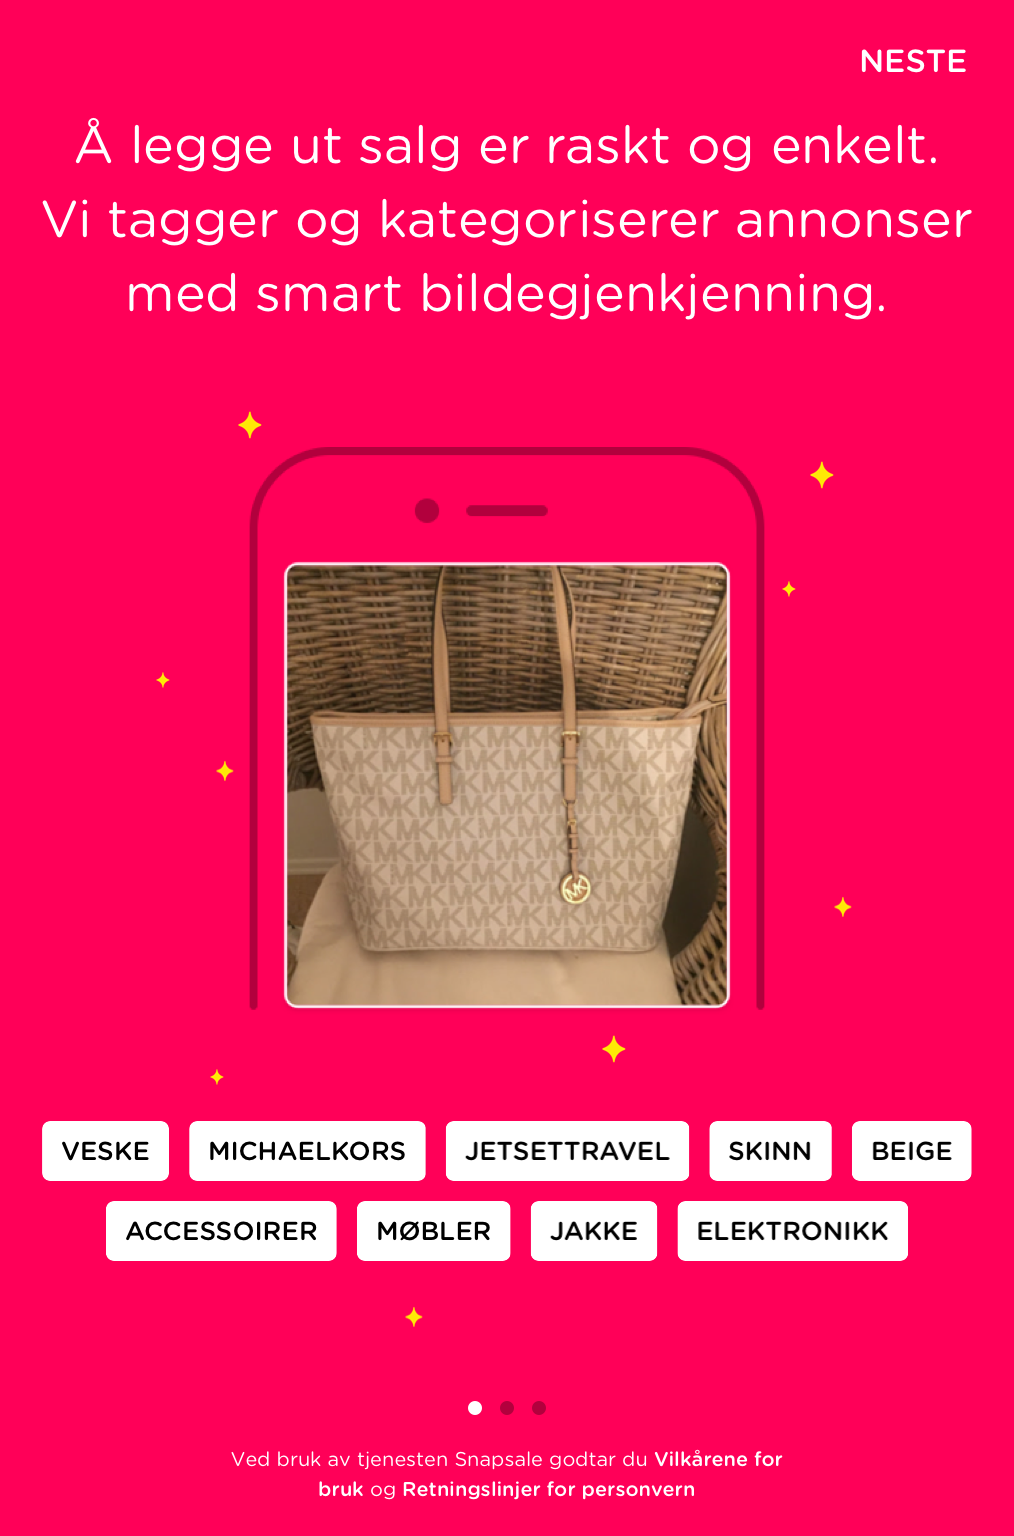 NESTE
Å legge ut salg er raskt og enkelt.
Vi tagger og kategoriserer annonser
med smart bildegjenkjenning.
VESKE MICHAELKORS JETSETTRAVEL SKINN BEIGE
ACCESSOIRER MØBLER JAKKE ELEKTRONIKK
Ved bruk av tjenesten Snapsale godtar du Vilkårene for
bruk og Retningslinjer for personvern